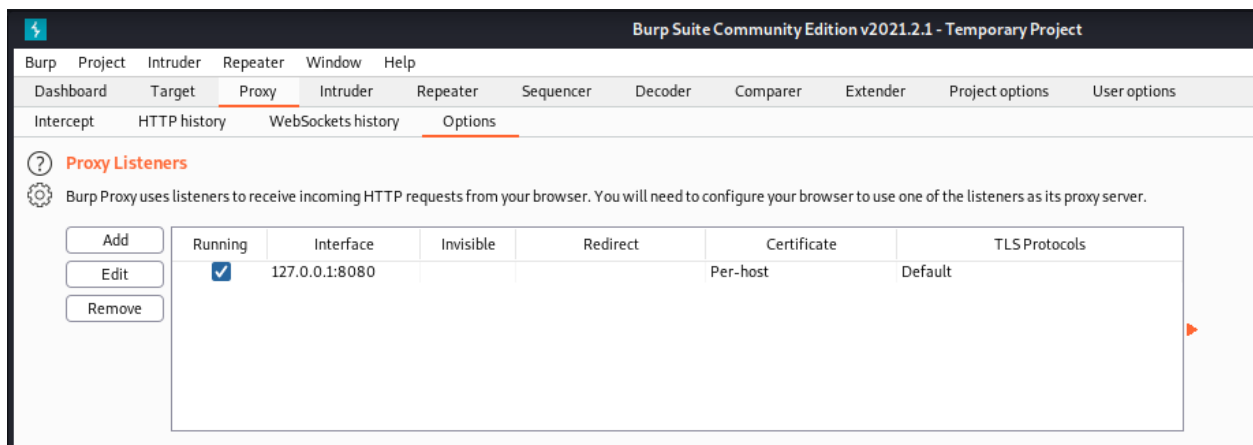 Burp Suite Community Edition v2021.2.1 - Temporary Project
Burp Project Intruder Repeater Window Help
Dashboard Target Proxy Intruder Repeater Sequencer Decoder Comparer Extender Project options User options
Intercept HTTP history WebSockets history Options
? Proxy Listeners
Burp Proxy uses listeners to receive incoming HTTP requests from your browser. You will need to configure your browser to use one of the listeners as its proxy server.
Add Running Interface Invisible Redirect Certificate TLS Protocols
Edit 127.0.0.1:8080 Per-host Default
Remove